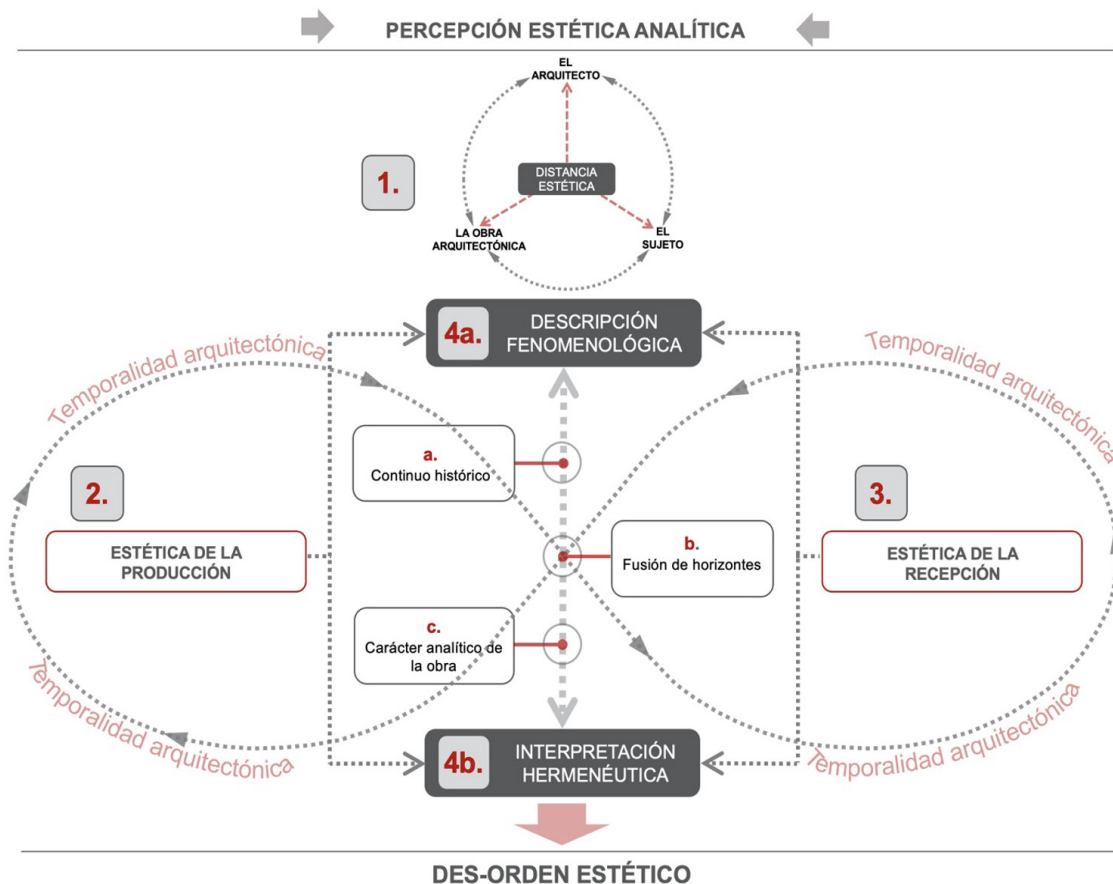 PERCEPCIÓN ESTÉTICA ANALÍTICA
EL
ARQUITECTO
1.
DISTANCIA
ESTÉTICA
LA OBRA
ARQUITECTÓNICA
EL
SUJETO
4a.
DESCRIPCIÓN
FENOMENOLÓGICA
Temporalidad arquitectónica
Temporalidad arquitectónica
a.
Continuo histórico
2.
3.
ESTÉTICA DE LA
PRODUCCIÓN
b.
Fusión de horizontes
ESTÉTICA DE LA
RECEPCIÓN
c.
Carácter analítico de
la obra
Temporalidad arquitectónica
Temporalidad arquitectónica
4b.
INTERPRETACIÓN
HERMENÉUTICA
DES-ORDEN ESTÉTICO